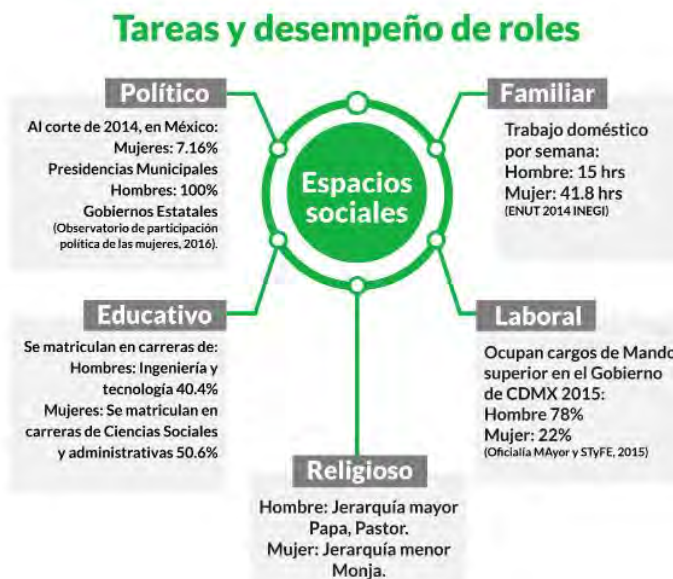 Tareas y desempeño de roles
Político
Al corte de 2014, en México:
Mujeres: 7.16%
Presidencias Municipales
Hombres: 100%
Gobiernos Estatales
(Observatorio de participación
política de las mujeres, 2016).
Familiar
Trabajo doméstico
por semana:
Hombre: 15 hrs
Mujer: 41.8 hrs
(ENUT 2014 INEGI)
Espacios
sociales
Educativo
Se matriculan en carreras de:
Hombres: Ingeniería y
tecnología 40.4%
Mujeres: Se matriculan en
carreras de Ciencias Sociales
y administrativas 50.6%
Laboral
Ocupan cargos de Mando
superior en el Gobierno
de CDMX 2015:
Hombre 78%
Mujer: 22%
(Oficialía MAyor y STyFE, 2015)
Religioso
Hombre: Jerarquía mayor
Papa, Pastor.
Mujer: Jerarquía menor
Monja.